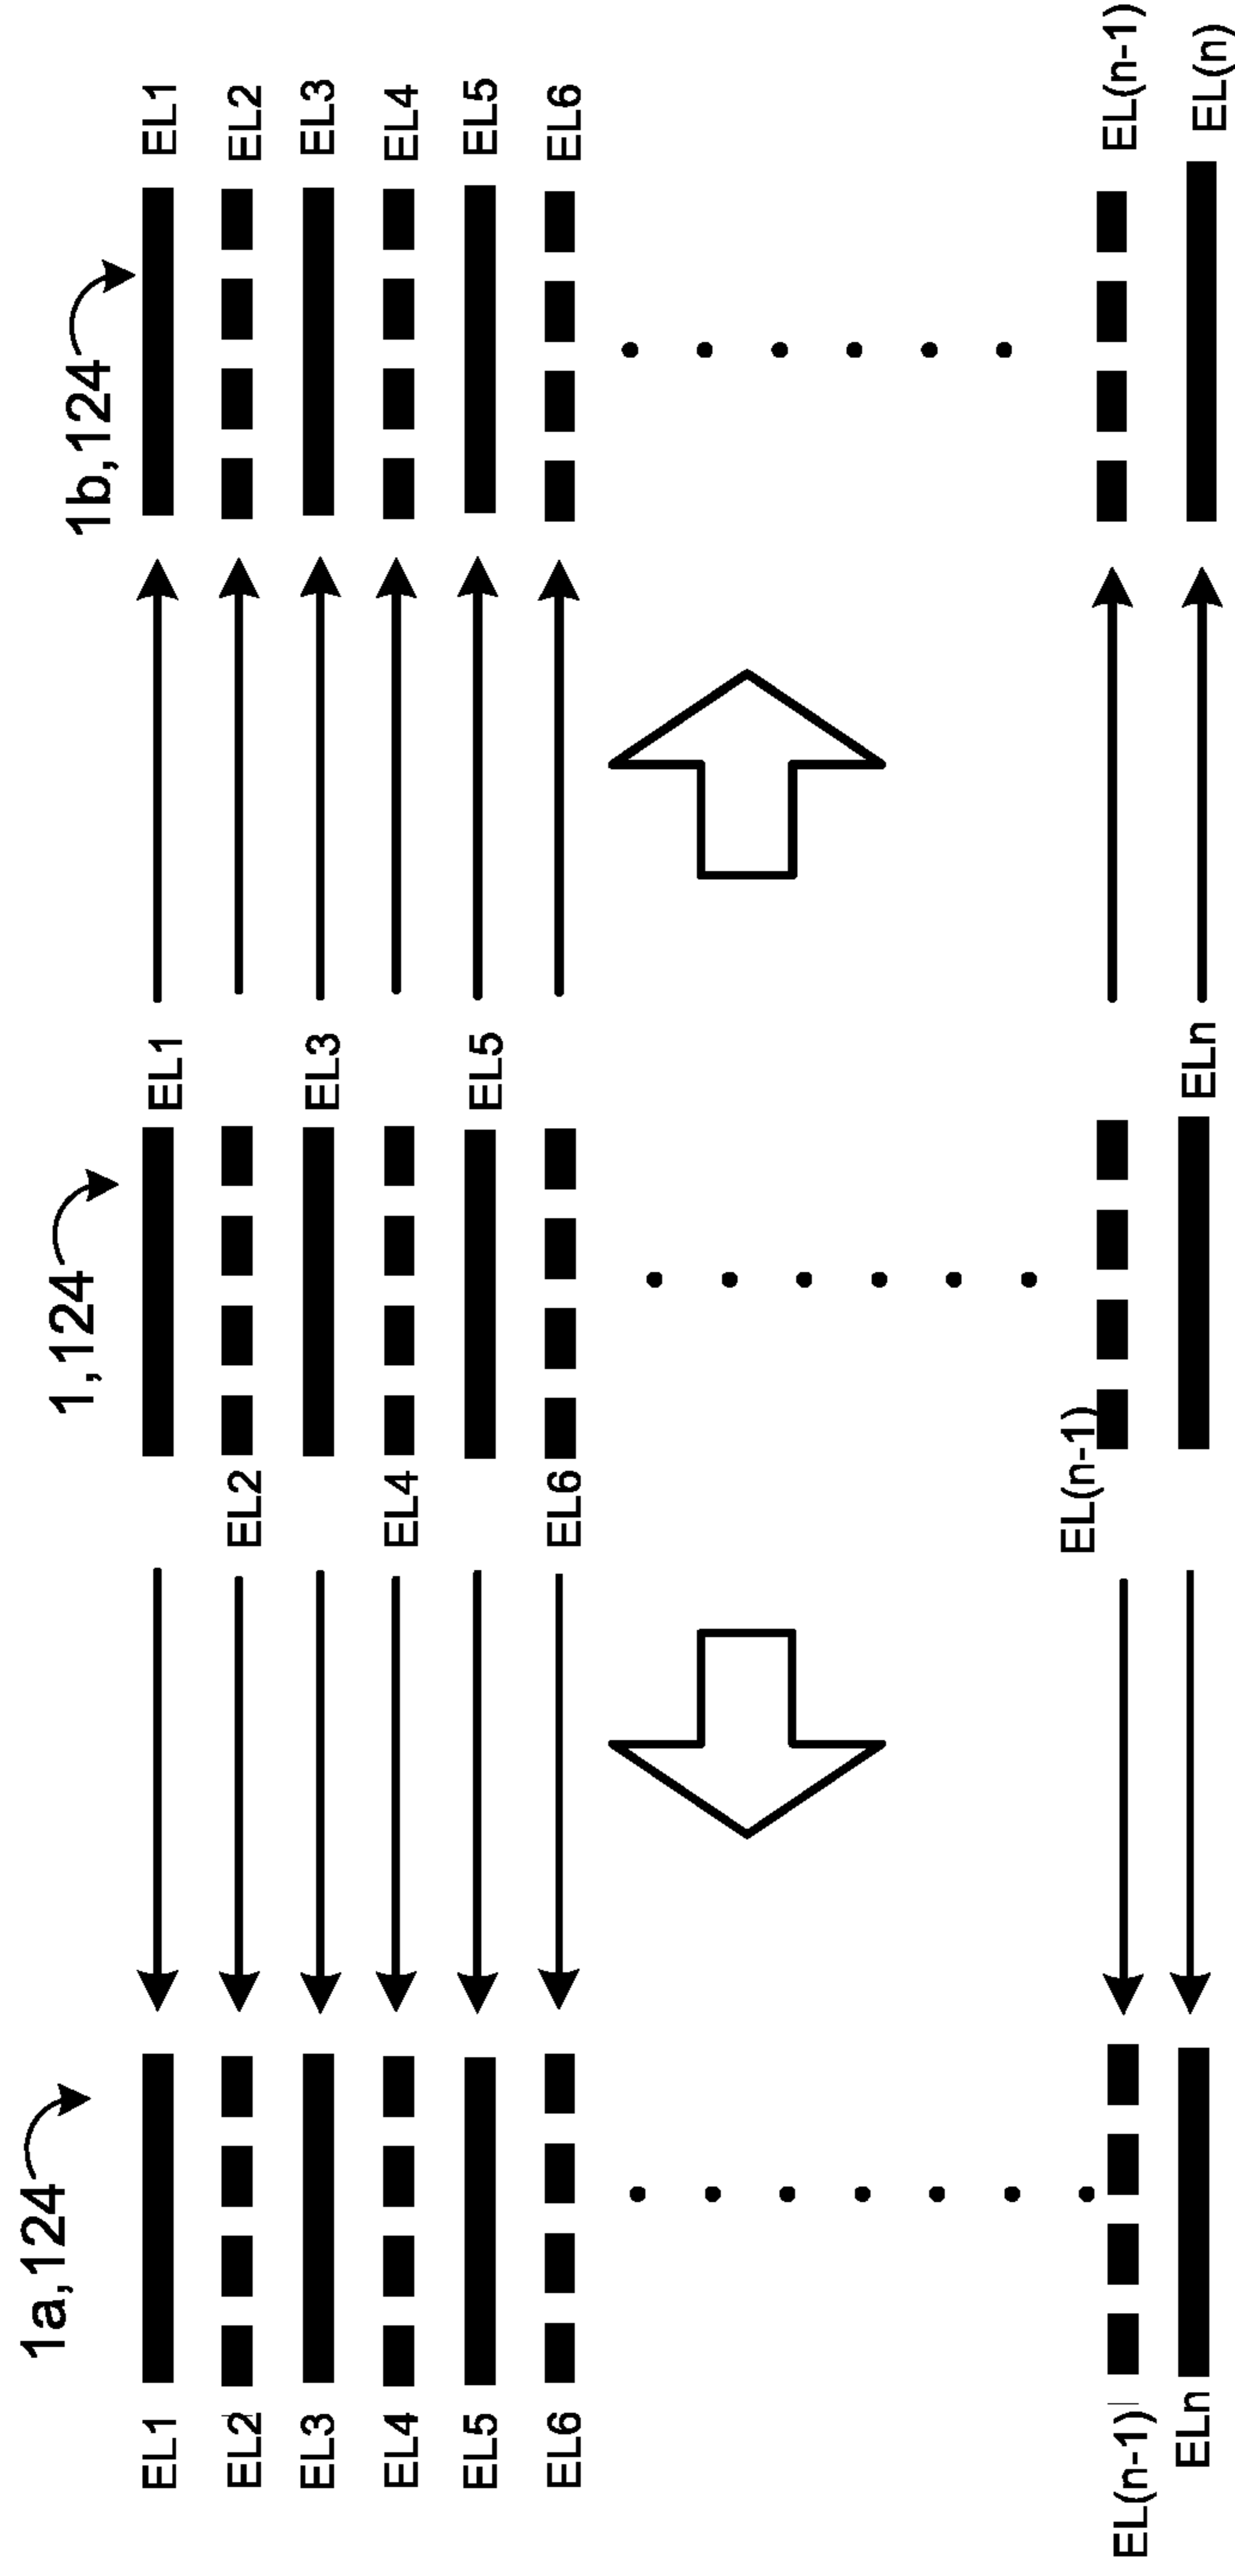 1a,124
EL1
EL2
EL3
EL4
EL5
EL6
EL(n-1)
ELn
1,124
EL1
EL2
EL3
EL4
EL5
EL6
EL(n-1)
ELn
1b,124
EL1
EL2
EL3
EL4
EL5
EL6
EL(n-1)
EL(n)